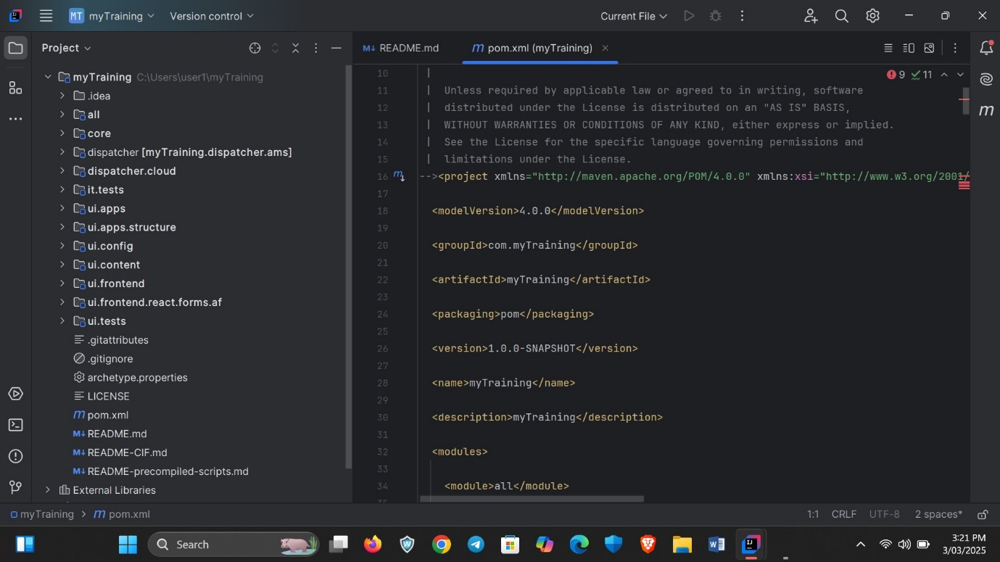 MT myTraining
Version control
Current File
Project
README.md
pom.xml (myTraining)
myTraining C:\Users\user1\myTraining
.idea
all
core
dispatcher [myTraining.dispatcher.ams]
dispatcher.cloud
it.tests
ui.apps
ui.apps.structure
ui.config
ui.content
ui.frontend
ui.frontend.react.forms.af
ui.tests
.gitattributes
.gitignore
archetype.properties
LICENSE
pom.xml
README.md
README-CIF.md
README-precompiled-scripts.md
External Libraries
9 11
10 |
11 | Unless required by applicable law or agreed to in writing, software
12 | distributed under the License is distributed on an "AS IS" BASIS,
13 | WITHOUT WARRANTIES OR CONDITIONS OF ANY KIND, either express or implied.
14 | See the License for the specific language governing permissions and
15 | limitations under the License.
16 --><project xmlns="http://maven.apache.org/POM/4.0.0" xmlns:xsi="http://www.w3.org/2001/
17
18 <modelVersion>4.0.0</modelVersion>
19
20 <groupId>com.myTraining</groupId>
21
22 <artifactId>myTraining</artifactId>
23
24 <packaging>pom</packaging>
25
26 <version>1.0.0-SNAPSHOT</version>
27
28 <name>myTraining</name>
29
30 <description>myTraining</description>
31
32 <modules>
33
34 <module>all</module>
myTraining > pom.xml
1:1 CRLF UTF-8 2 spaces*
Search
3:21 PM
3/03/2025